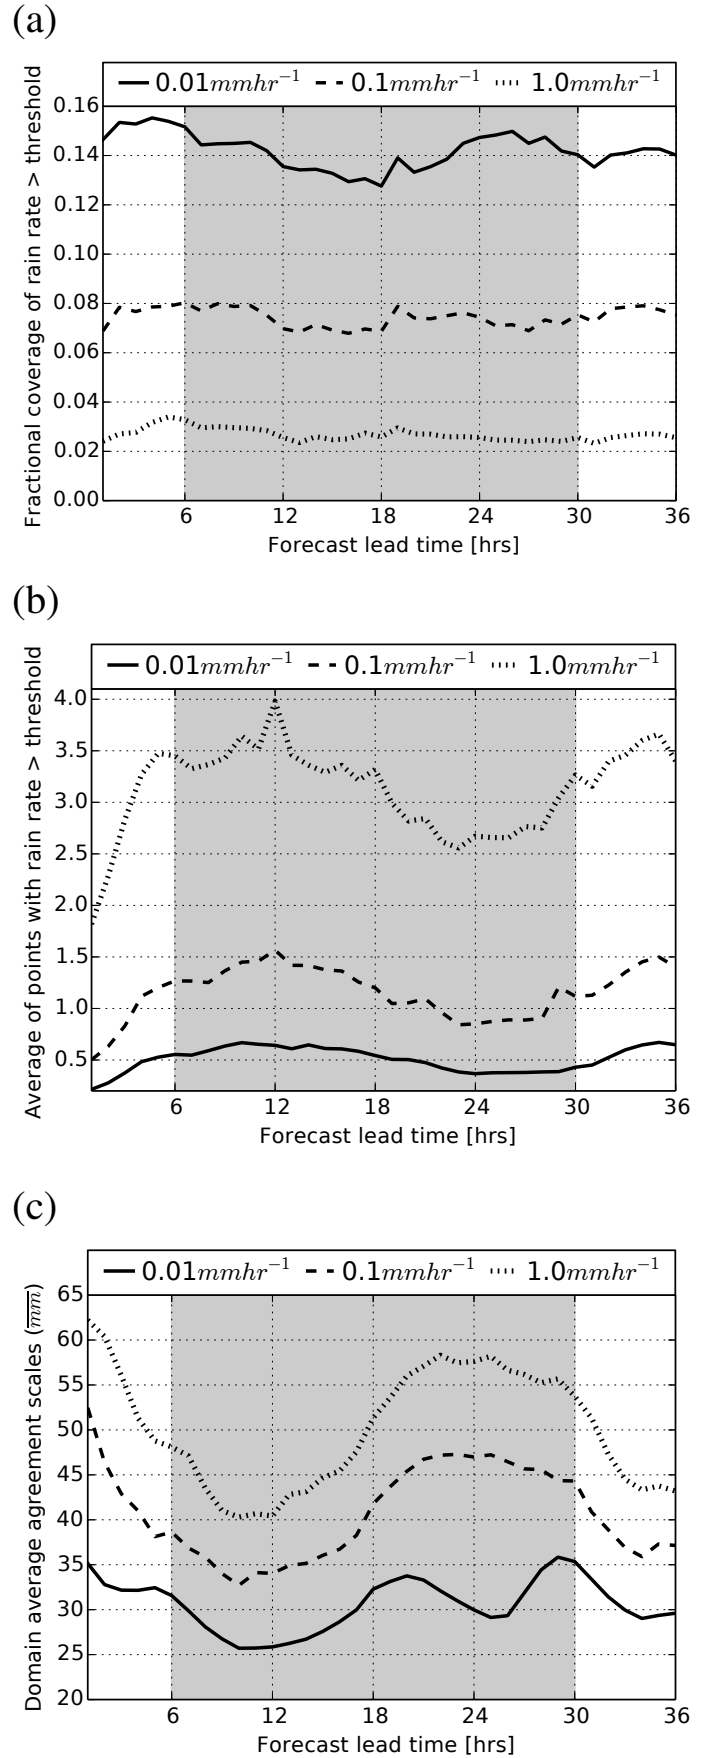 (a)
0.01mmhr⁻¹ 0.1mmhr⁻¹ 1.0mmhr⁻¹
Fractional coverage of rain rate > threshold
0.16
0.14
0.12
0.10
0.08
0.06
0.04
0.02
0.00
6 12 18 24 30 36
Forecast lead time [hrs]
(b)
0.01mmhr⁻¹ 0.1mmhr⁻¹ 1.0mmhr⁻¹
Average of points with rain rate > threshold
4.0
3.5
3.0
2.5
2.0
1.5
1.0
0.5
6 12 18 24 30 36
Forecast lead time [hrs]
(c)
0.01mmhr⁻¹ 0.1mmhr⁻¹ 1.0mmhr⁻¹
Domain average agreement scales (m̅m̅)
65
60
55
50
45
40
35
30
25
20
6 12 18 24 30 36
Forecast lead time [hrs]